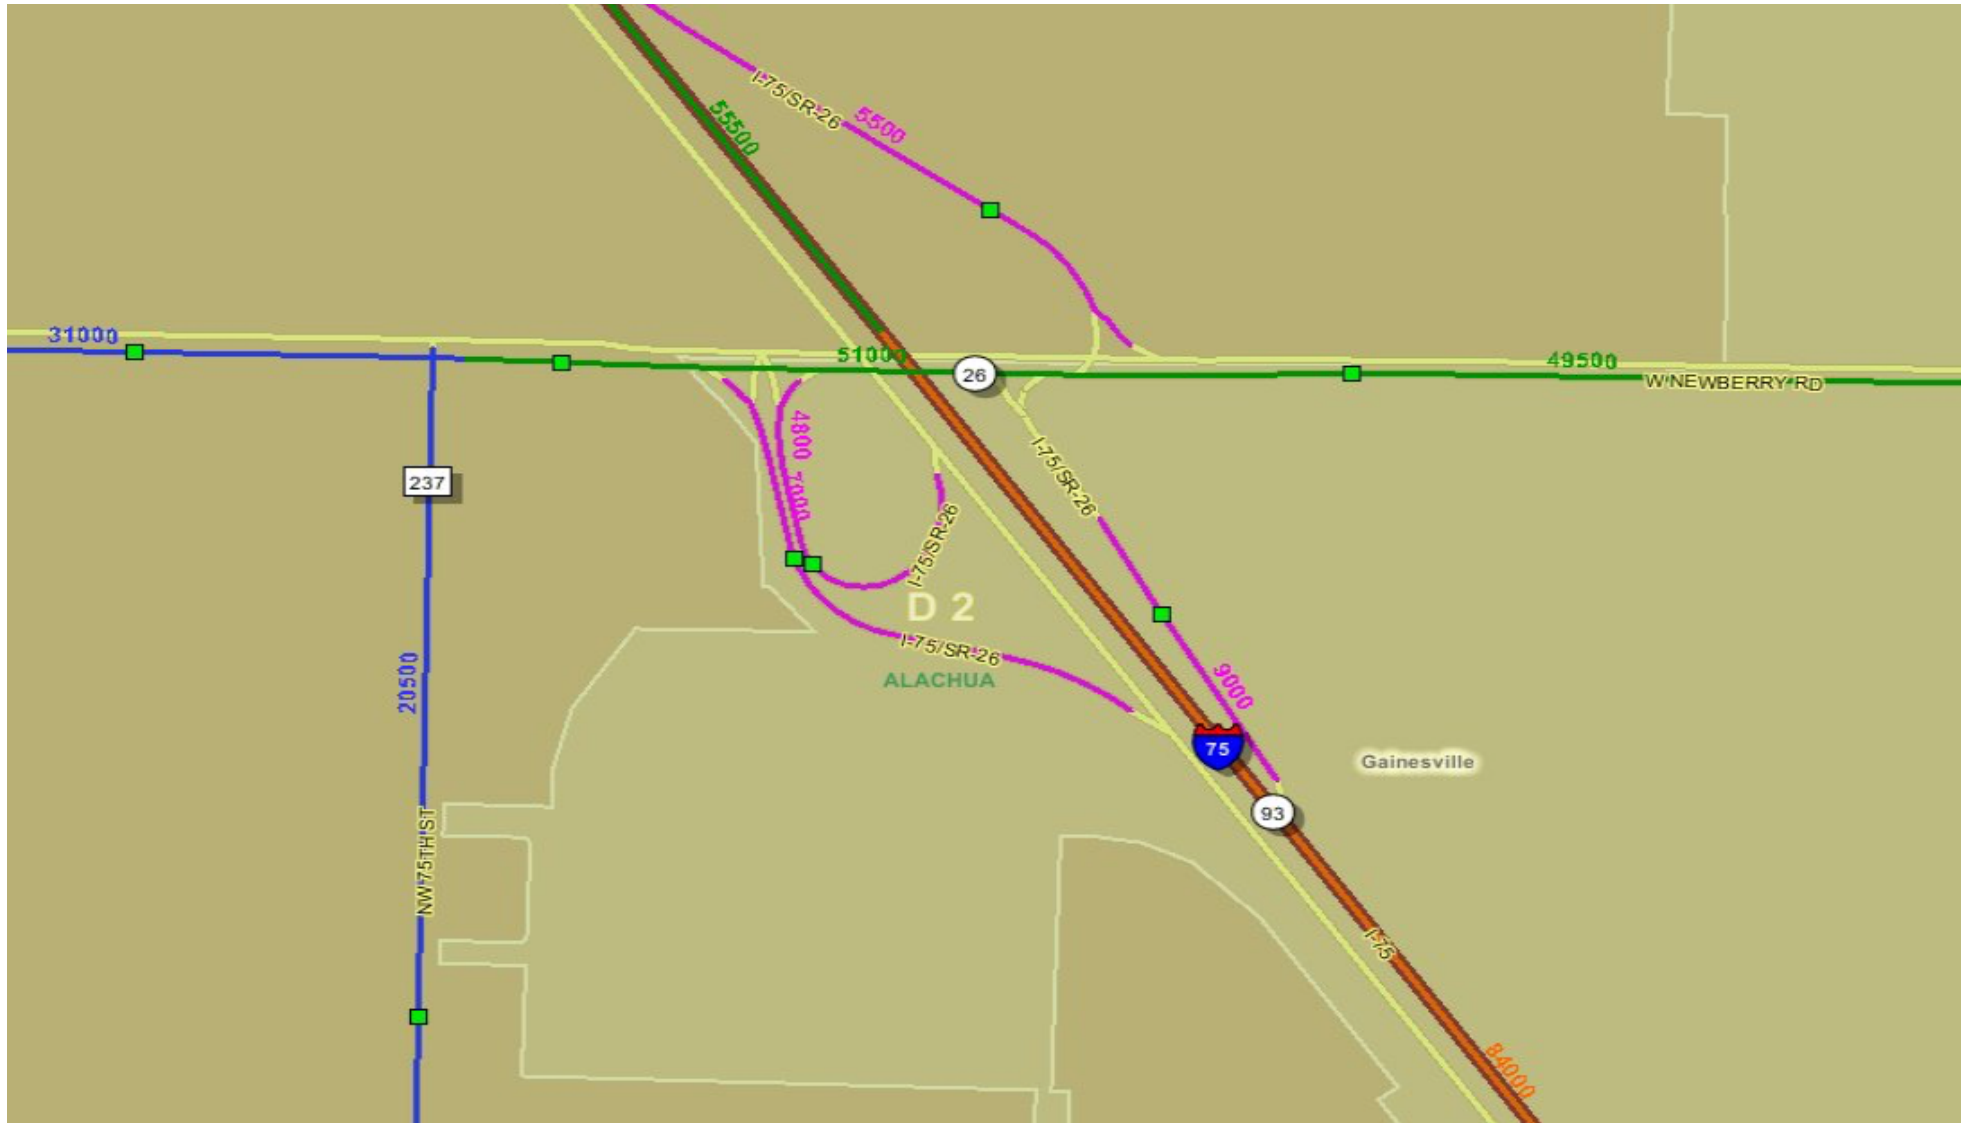 I-75/SR-26
5500
55500
31000
51000
26
49500
W NEWBERRY RD
4800
7000
I-75/SR-26
237
I-75/SR-26
D 2
I-75/SR-26
ALACHUA
20500
9000
75
Gainesville
93
NW 75TH ST
I-75
84000